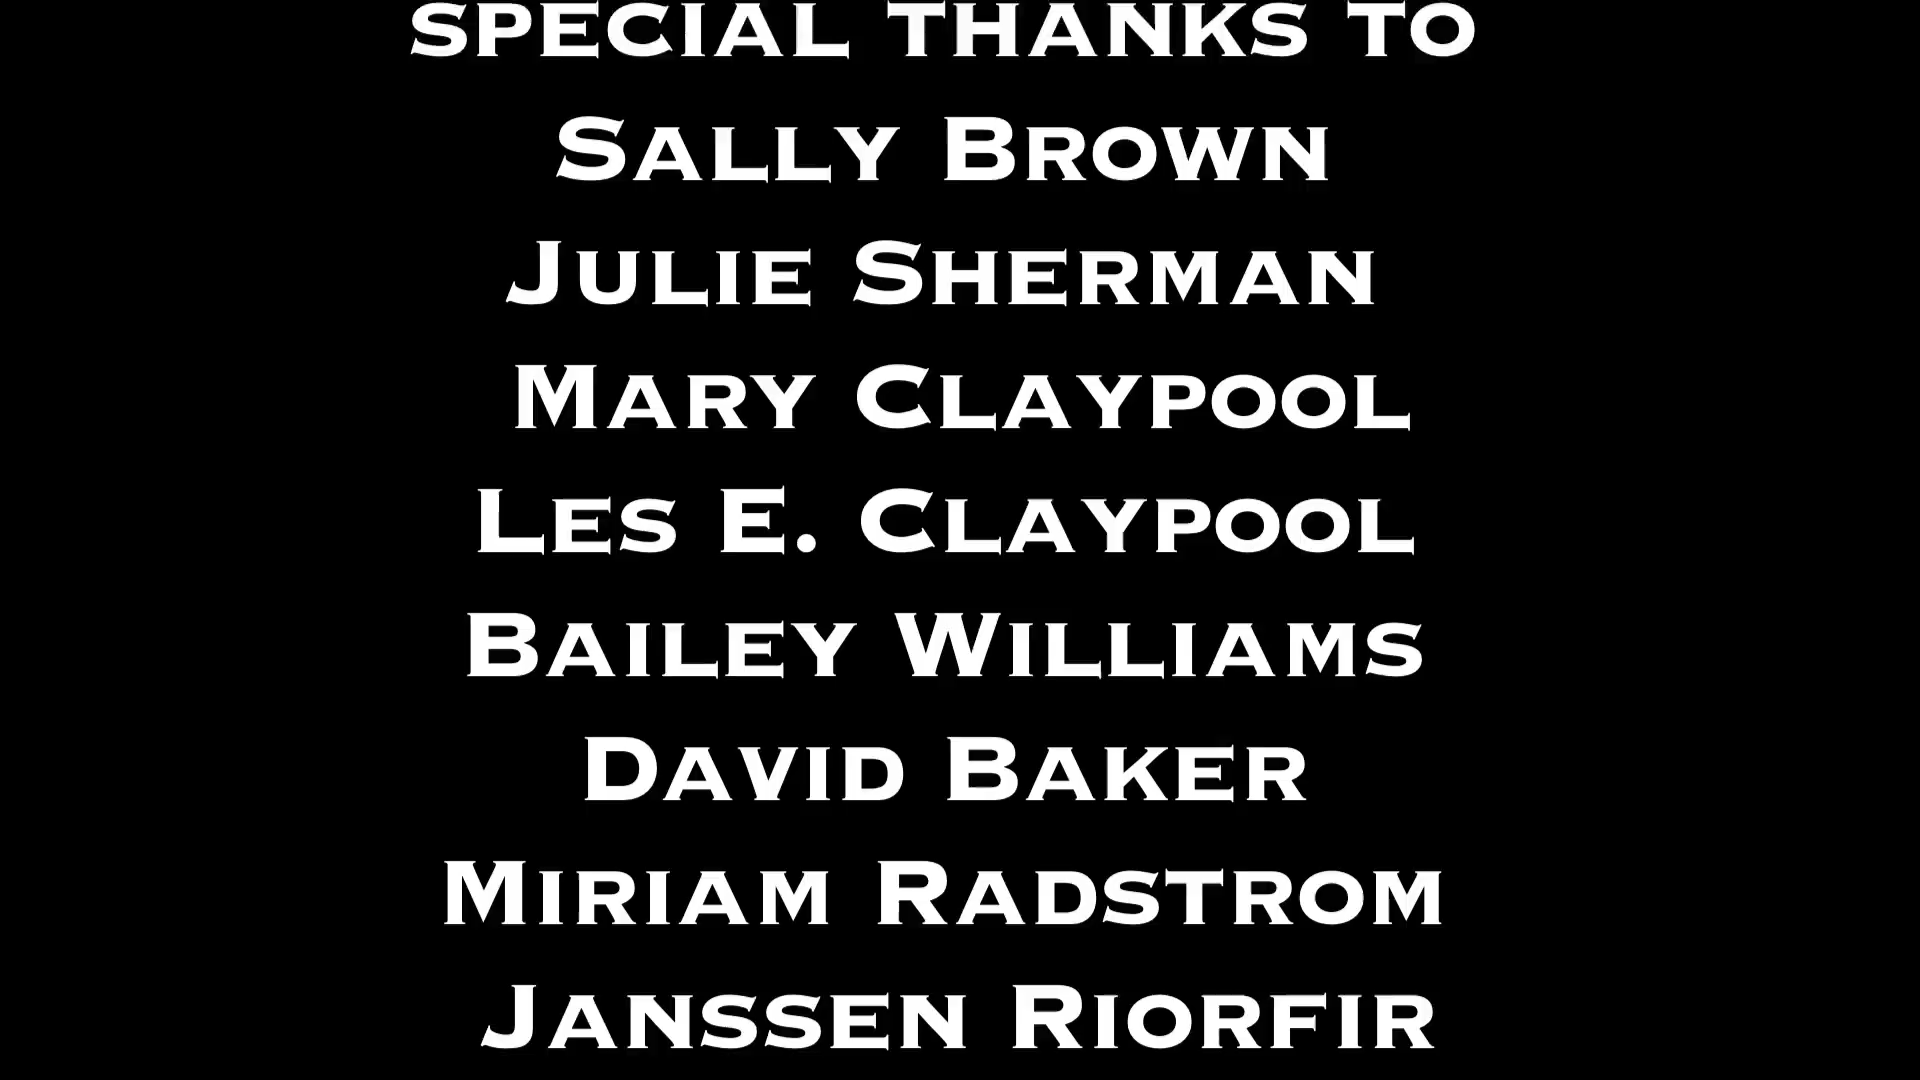 SPECIAL THANKS TO
SALLY BROWN
JULIE SHERMAN
MARY CLAYPOOL
LES E. CLAYPOOL
BAILEY WILLIAMS
DAVID BAKER
MIRIAM RADSTROM
JANSSEN RIORFIR